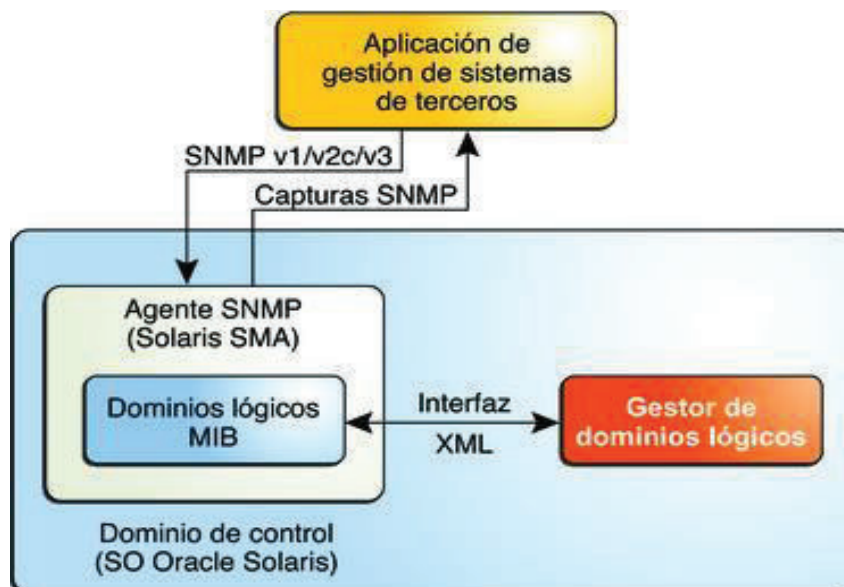 Aplicación de
gestión de sistemas
de terceros
SNMP v1/v2c/v3
Capturas SNMP
Agente SNMP
(Solaris SMA)
Dominios lógicos
MIB
Interfaz
XML
Gestor de
dominios lógicos
Dominio de control
(SO Oracle Solaris)